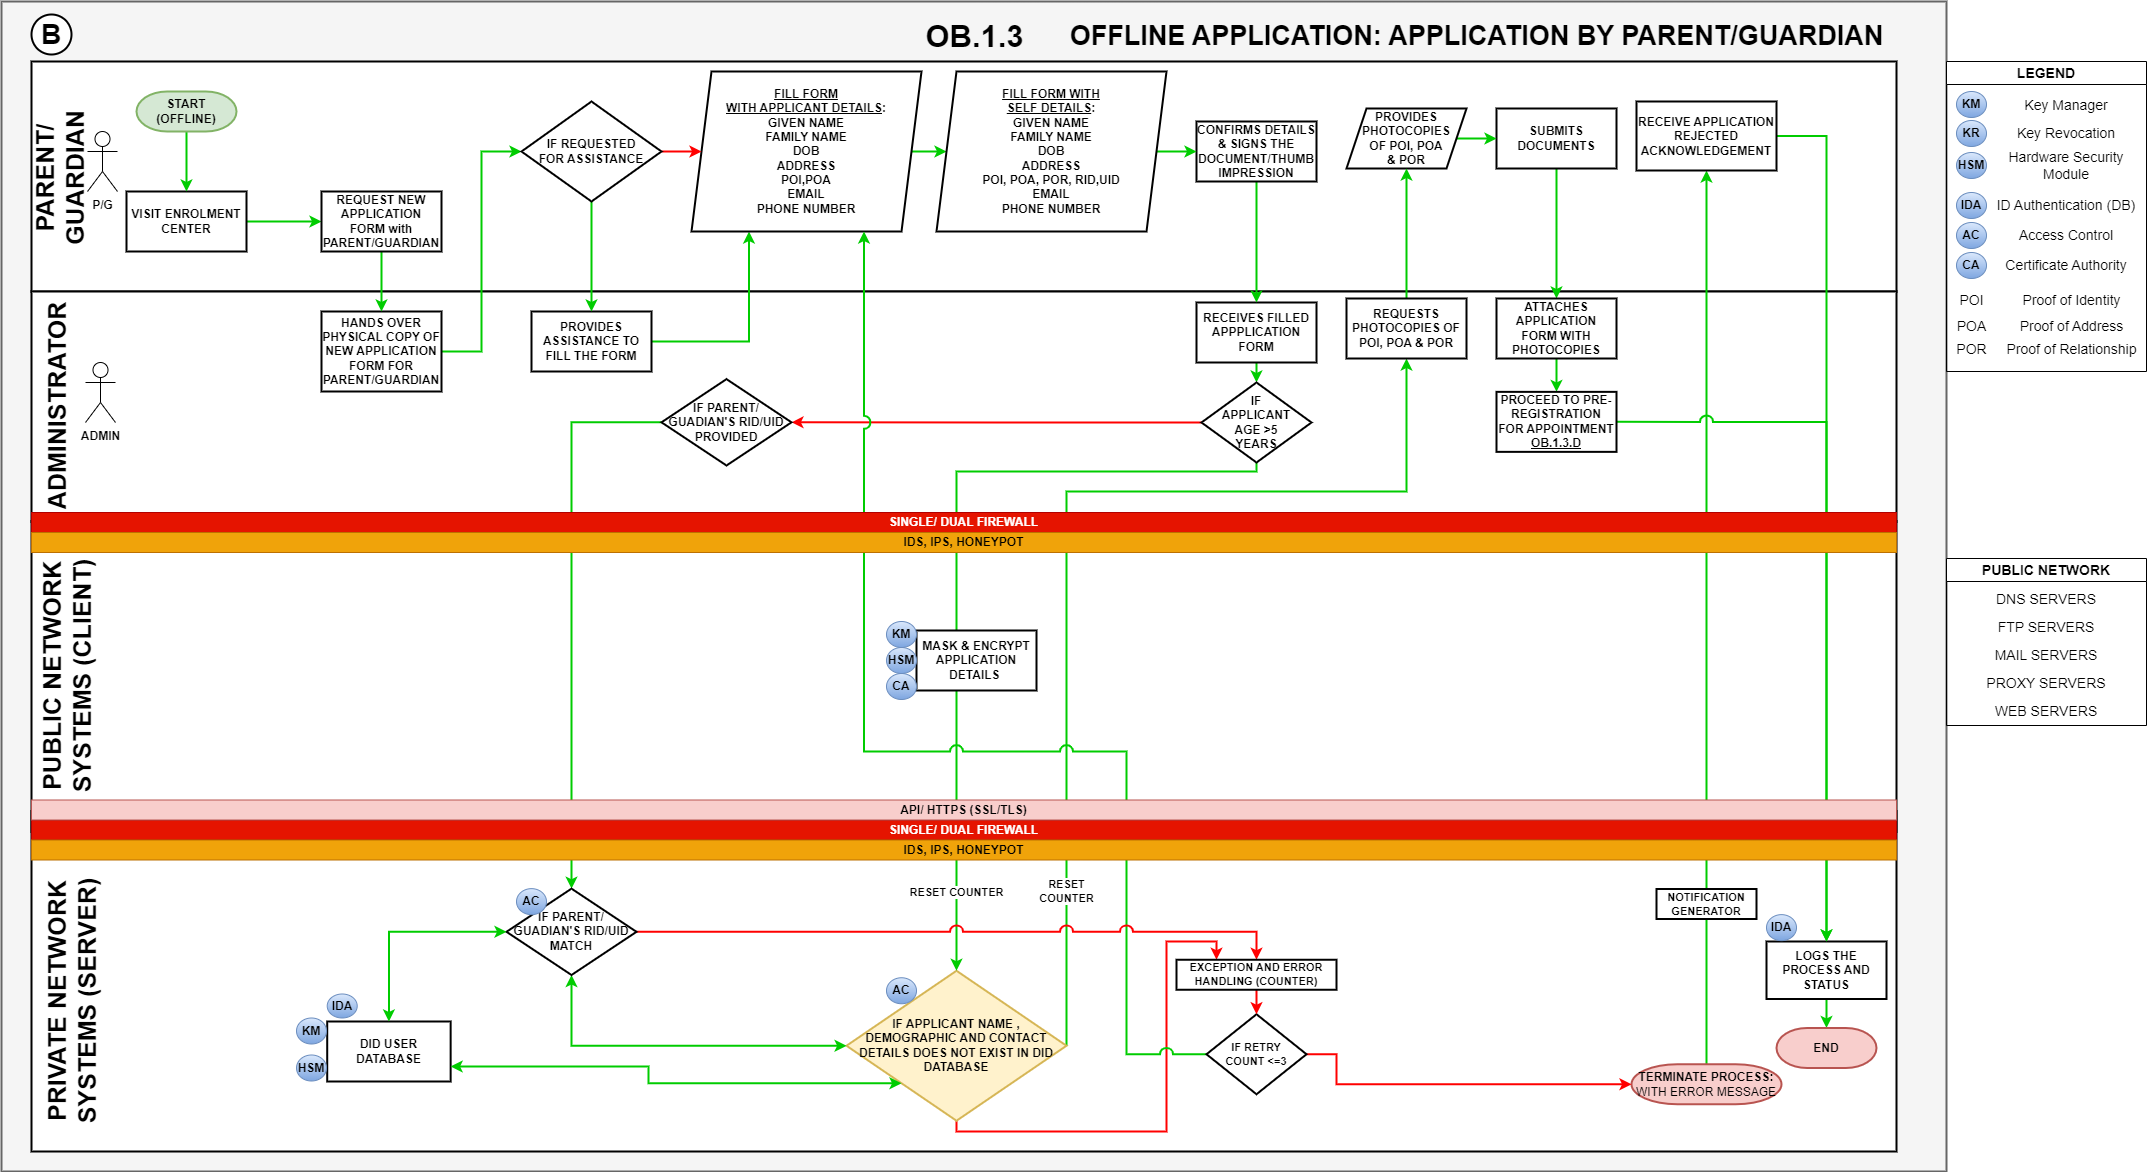 B
OB.1.3
OFFLINE APPLICATION: APPLICATION BY PARENT/GUARDIAN
PARENT/
GUARDIAN
P/G
START
(OFFLINE)
VISIT ENROLMENT
CENTER
REQUEST NEW
APPLICATION
FORM with
PARENT/GUARDIAN
IF REQUESTED
FOR ASSISTANCE
FILL FORM
WITH APPLICANT DETAILS:
GIVEN NAME
FAMILY NAME
DOB
ADDRESS
POI,POA
EMAIL
PHONE NUMBER
FILL FORM WITH
SELF DETAILS:
GIVEN NAME
FAMILY NAME
DOB
ADDRESS
POI, POA, POR, RID,UID
EMAIL
PHONE NUMBER
CONFIRMS DETAILS
& SIGNS THE
DOCUMENT/THUMB
IMPRESSION
PROVIDES
PHOTOCOPIES
OF POI, POA
& POR
SUBMITS
DOCUMENTS
RECEIVE APPLICATION
REJECTED
ACKNOWLEDGEMENT
ADMINISTRATOR
ADMIN
HANDS OVER
PHYSICAL COPY OF
NEW APPLICATION
FORM FOR
PARENT/GUARDIAN
PROVIDES
ASSISTANCE TO
FILL THE FORM
IF PARENT/
GUADIAN'S RID/UID
PROVIDED
RECEIVES FILLED
APPPLICATION
FORM
IF
APPLICANT
AGE >5
YEARS
REQUESTS
PHOTOCOPIES OF
POI, POA & POR
ATTACHES
APPLICATION
FORM WITH
PHOTOCOPIES
PROCEED TO PRE-
REGISTRATION
FOR APPOINTMENT
OB.1.3.D
SINGLE/ DUAL FIREWALL
IDS, IPS, HONEYPOT
PUBLIC NETWORK
SYSTEMS (CLIENT)
KM
HSM
CA
MASK & ENCRYPT
APPLICATION
DETAILS
API/ HTTPS (SSL/TLS)
SINGLE/ DUAL FIREWALL
IDS, IPS, HONEYPOT
PRIVATE NETWORK
SYSTEMS (SERVER)
RESET COUNTER
RESET
COUNTER
AC
IF PARENT/
GUADIAN'S RID/UID
MATCH
IDA
KM
HSM
DID USER
DATABASE
AC
IF APPLICANT NAME ,
DEMOGRAPHIC AND CONTACT
DETAILS DOES NOT EXIST IN DID
DATABASE
EXCEPTION AND ERROR
HANDLING (COUNTER)
IF RETRY
COUNT <=3
NOTIFICATION
GENERATOR
TERMINATE PROCESS:
WITH ERROR MESSAGE
IDA
LOGS THE
PROCESS AND
STATUS
END
LEGEND
KM Key Manager
KR Key Revocation
HSM Hardware Security
Module
IDA ID Authentication (DB)
AC Access Control
CA Certificate Authority
POI Proof of Identity
POA Proof of Address
POR Proof of Relationship
PUBLIC NETWORK
DNS SERVERS
FTP SERVERS
MAIL SERVERS
PROXY SERVERS
WEB SERVERS